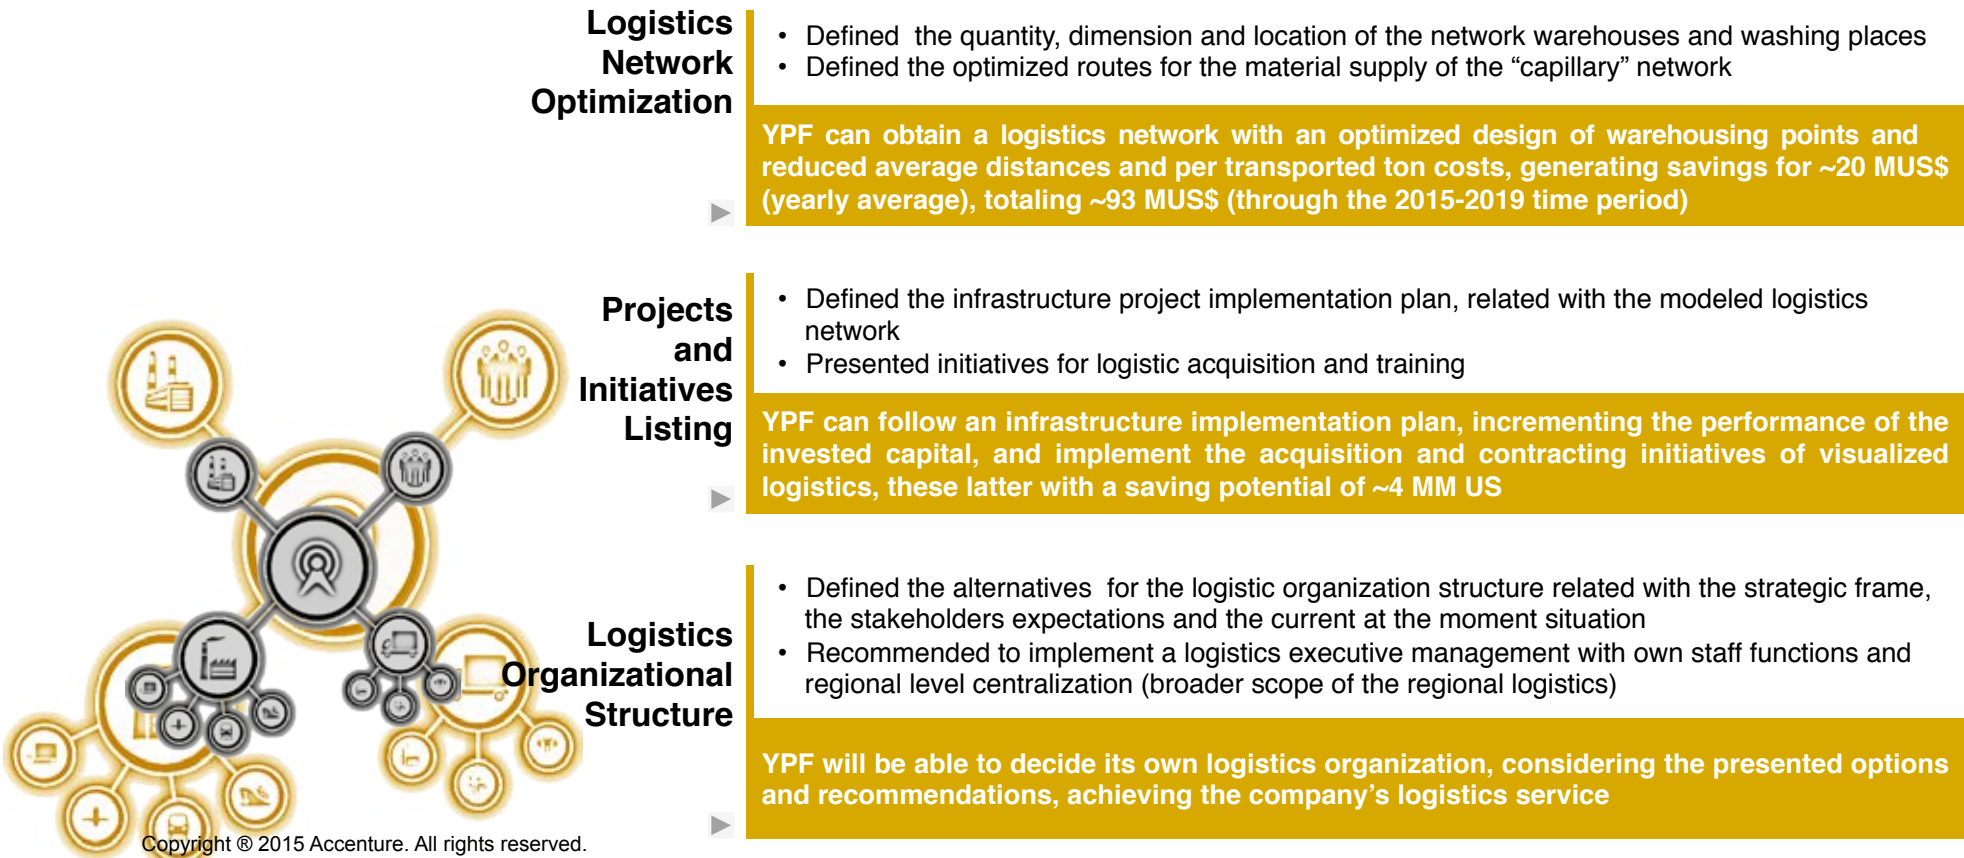 Logistics
Network
Optimization
• Defined  the quantity, dimension and location of the network warehouses and washing places
• Defined the optimized routes for the material supply of the “capillary” network
YPF can obtain a logistics network with an optimized design of warehousing points and
reduced average distances and per transported ton costs, generating savings for ~20 MUS$
(yearly average), totaling ~93 MUS$ (through the 2015-2019 time period)
Projects
and
Initiatives
Listing
• Defined the infrastructure project implementation plan, related with the modeled logistics
network
• Presented initiatives for logistic acquisition and training
YPF can follow an infrastructure implementation plan, incrementing the performance of the
invested capital, and implement the acquisition and contracting initiatives of visualized
logistics, these latter with a saving potential of ~4 MM US
Logistics
Organizational
Structure
• Defined the alternatives  for the logistic organization structure related with the strategic frame,
the stakeholders expectations and the current at the moment situation
• Recommended to implement a logistics executive management with own staff functions and
regional level centralization (broader scope of the regional logistics)
YPF will be able to decide its own logistics organization, considering the presented options
and recommendations, achieving the company’s logistics service
Copyright ® 2015 Accenture. All rights reserved.